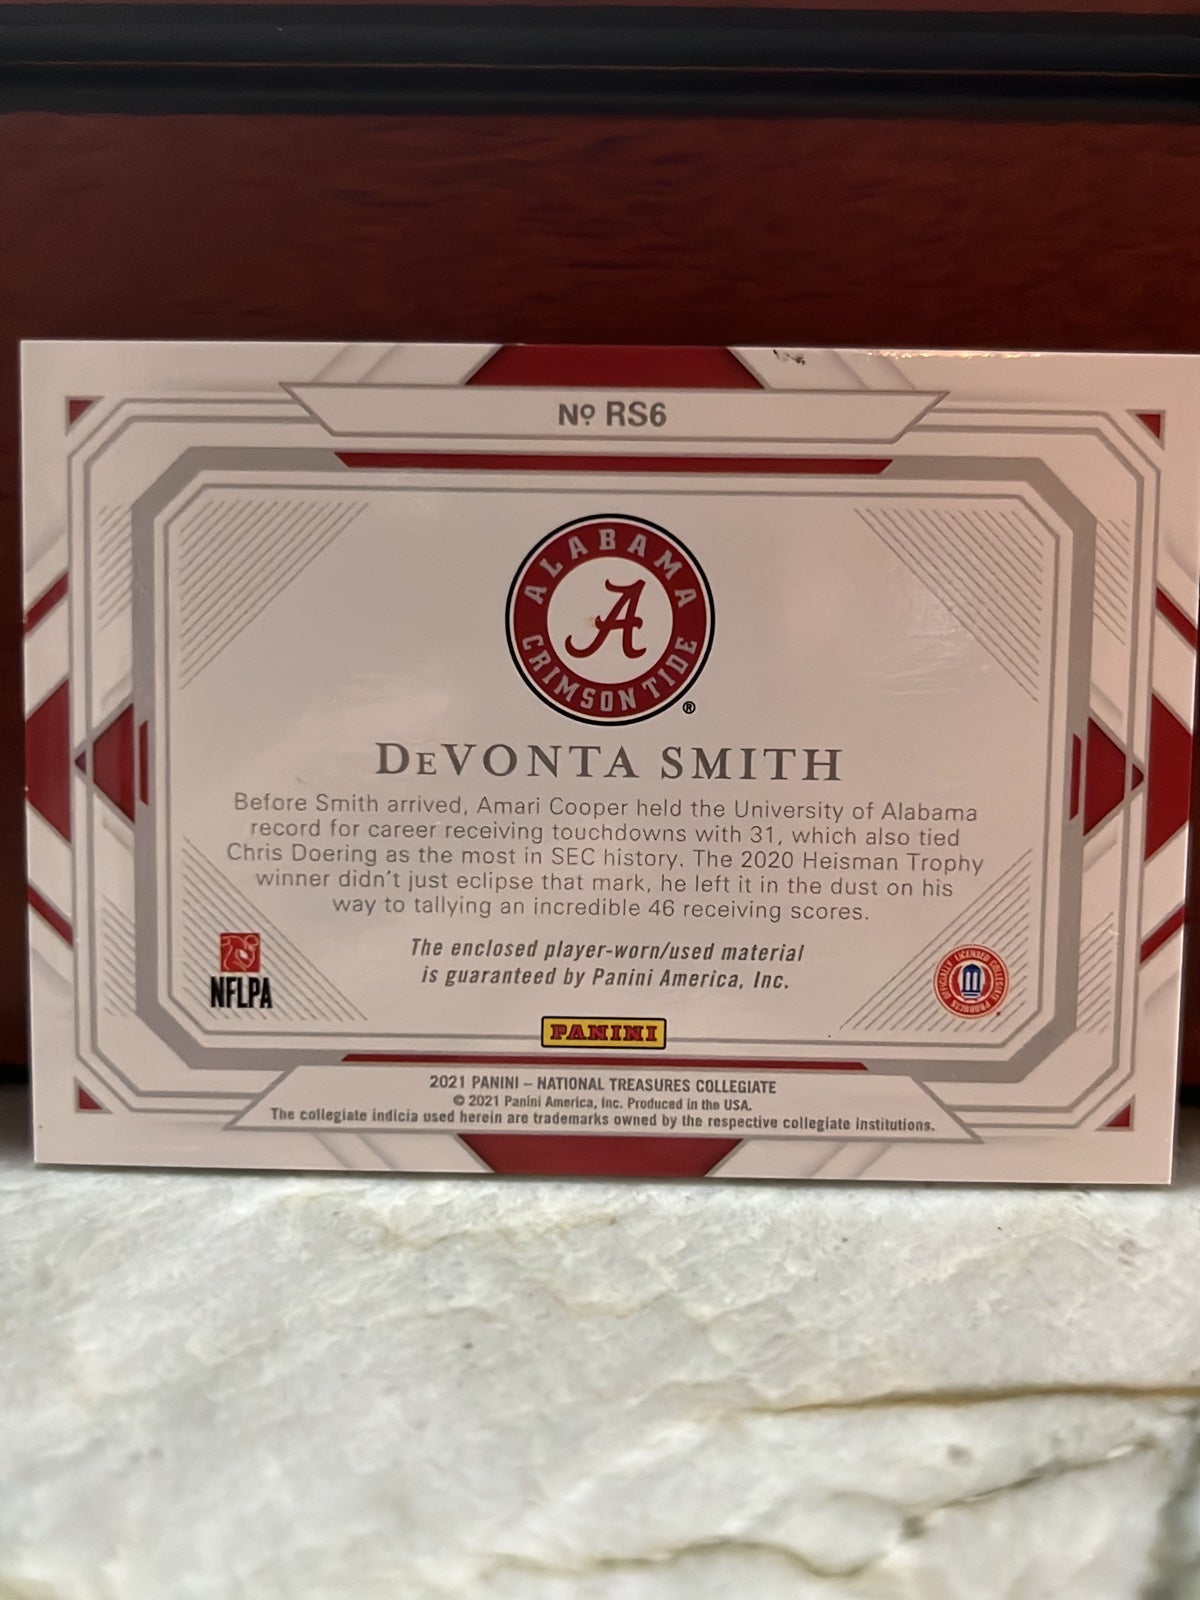 Nº RS6
ALABAMA
A
CRIMSON TIDE
®
DeVONTA SMITH
Before Smith arrived, Amari Cooper held the University of Alabama
record for career receiving touchdowns with 31, which also tied
Chris Doering as the most in SEC history. The 2020 Heisman Trophy
winner didn't just eclipse that mark, he left it in the dust on his
way to tallying an incredible 46 receiving scores.
The enclosed player-worn/used material
is guaranteed by Panini America, Inc.
NFLPA
OFFICIALLY LICENSED COLLEGIATE PRODUCTS
PANINI
2021 PANINI – NATIONAL TREASURES COLLEGIATE
© 2021 Panini America, Inc. Produced in the USA.
The collegiate indicia used herein are trademarks owned by the respective collegiate institutions.